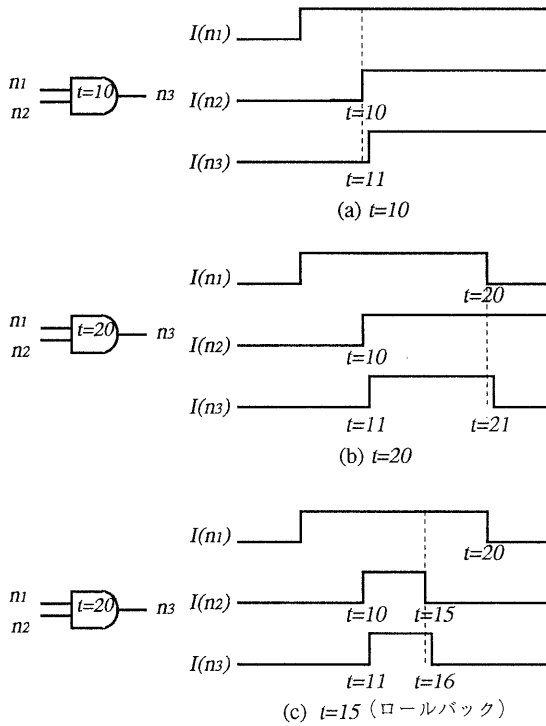 I(n1)
n1
n2
t=10
n3
I(n2)
t=10
I(n3)
t=11
(a) t=10
I(n1)
t=20
n1
n2
t=20
n3
I(n2)
t=10
I(n3)
t=11
t=21
(b) t=20
I(n1)
t=20
n1
n2
t=20
n3
I(n2)
t=10
t=15
I(n3)
t=11
t=16
(c) t=15 (ロールバック)